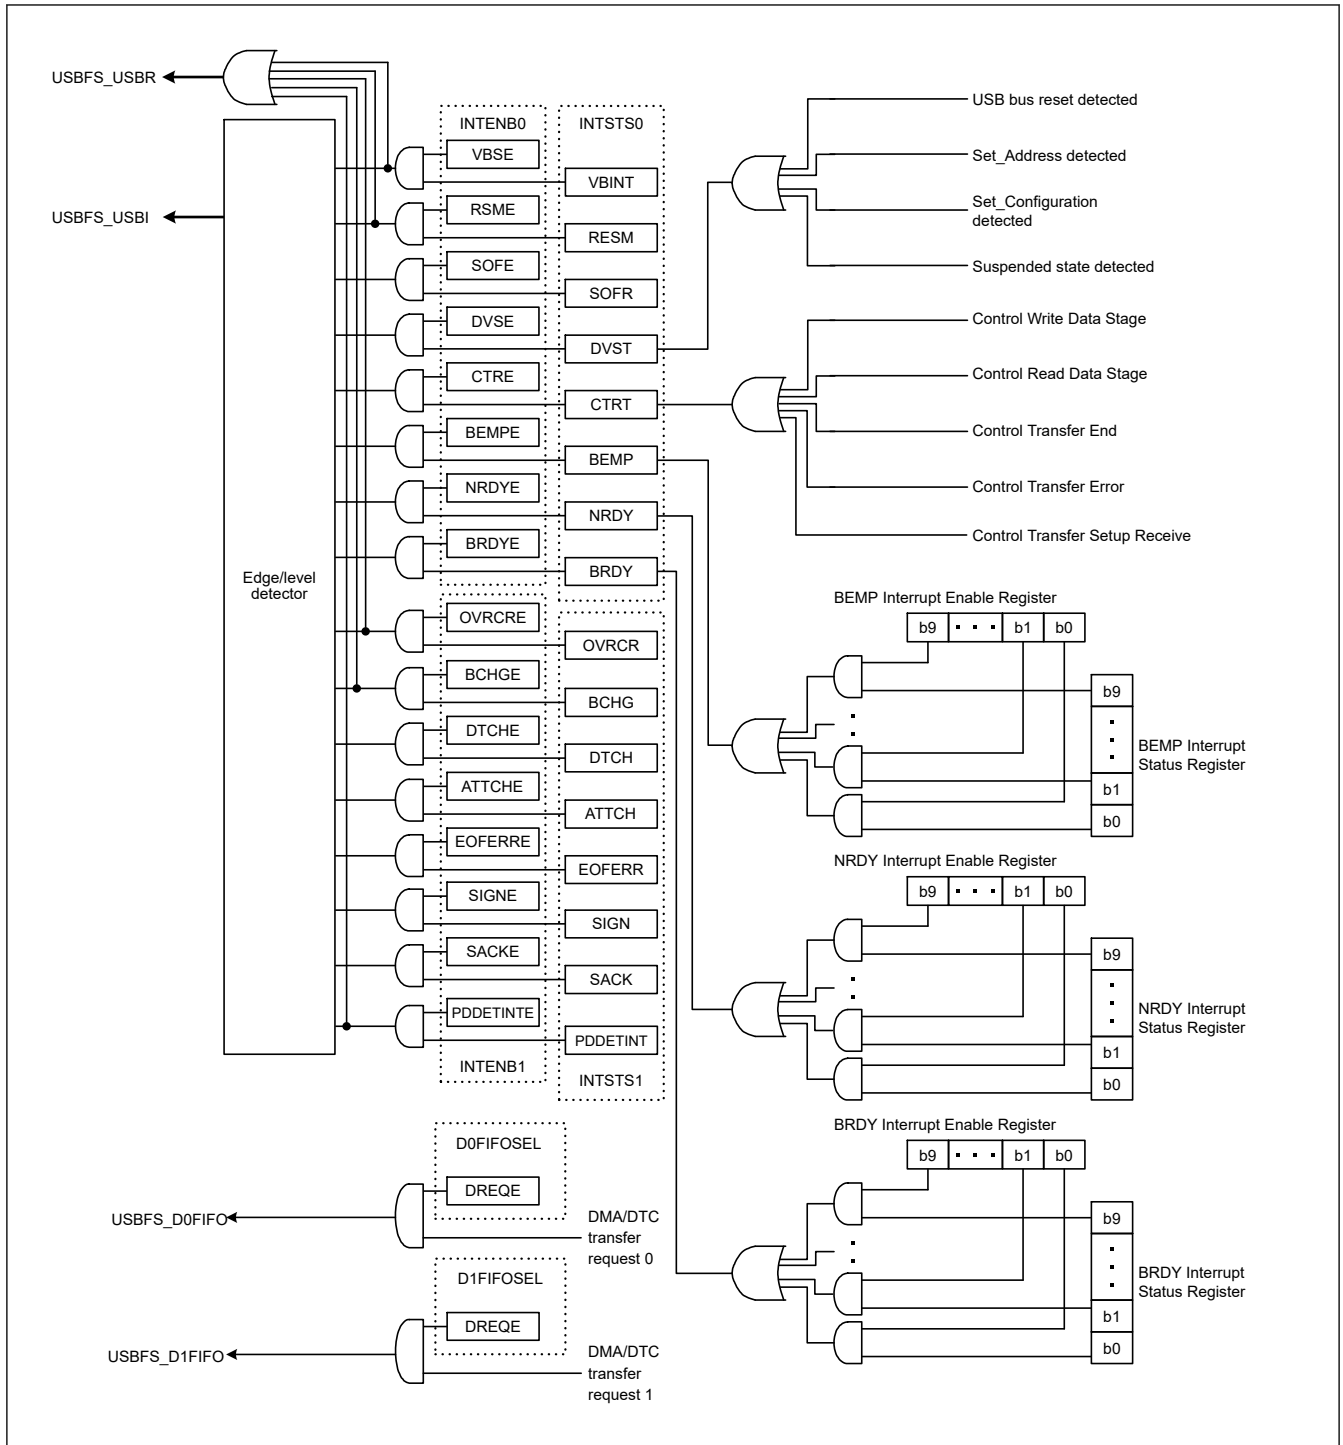 USBFS_USBR
USBFS_USBI
Edge/level
detector
INTENB0
VBSE
RSME
SOFE
DVSE
CTRE
BEMPE
NRDYE
BRDYE
OVRCRE
BCHGE
DTCHE
ATTCHE
EOFERRE
SIGNE
SACKE
PDDETINTE
INTENB1
INTSTS0
VBINT
RESM
SOFR
DVST
CTRT
BEMP
NRDY
BRDY
OVRCR
BCHG
DTCH
ATTCH
EOFERR
SIGN
SACK
PDDETINT
INTSTS1
USB bus reset detected
Set_Address detected
Set_Configuration
detected
Suspended state detected
Control Write Data Stage
Control Read Data Stage
Control Transfer End
Control Transfer Error
Control Transfer Setup Receive
BEMP Interrupt Enable Register
b9 b1 b0
b9
b1
b0
BEMP Interrupt
Status Register
NRDY Interrupt Enable Register
b9 b1 b0
b9
b1
b0
NRDY Interrupt
Status Register
BRDY Interrupt Enable Register
b9 b1 b0
b9
b1
b0
BRDY Interrupt
Status Register
D0FIFOSEL
DREQE
USBFS_D0FIFO
DMA/DTC
transfer
request 0
D1FIFOSEL
DREQE
USBFS_D1FIFO
DMA/DTC
transfer
request 1